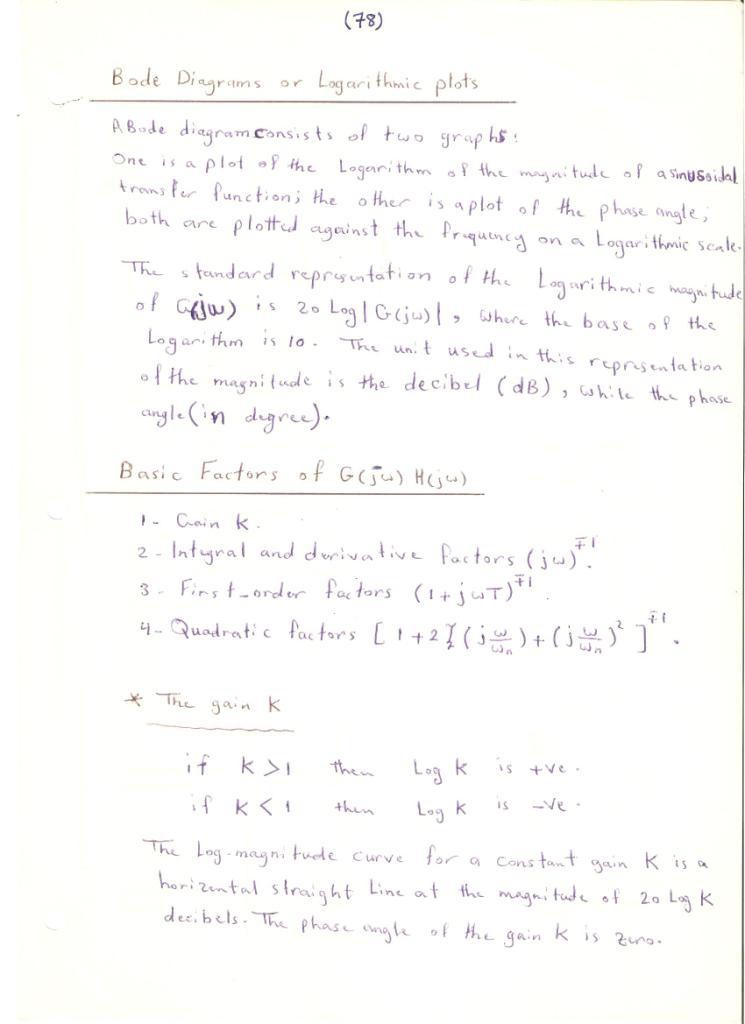 (78)
Bode Diagrams or Logarithmic plots
A Bode diagram consists of two graphs:
One is a plot of the Logarithm of the magnitude of a sinusoidal
transfer function; the other is a plot of the phase angle;
both are plotted against the frequency on a Logarithmic scale.
The standard representation of the Logarithmic magnitude
of G(jω) is 20 Log|G(jω)|, where the base of the
Logarithm is 10. The unit used in this representation
of the magnitude is the decibel (dB), while the phase
angle (in degree).
Basic Factors of G(jω) H(jω)
1- Gain K.
2- Integral and derivative factors (jω)^∓1.
3- First-order factors (1+jωT)^∓1.
4- Quadratic factors [1+2ζ(jω/ωn)+(jω/ωn)²]^∓1.
* The gain K
if K>1 then Log K is +ve.
if K<1 then Log K is -ve.
The Log-magnitude curve for a constant gain K is a
horizental straight Line at the magnitude of 20 Log K
decibels. The phase angle of the gain K is zero.